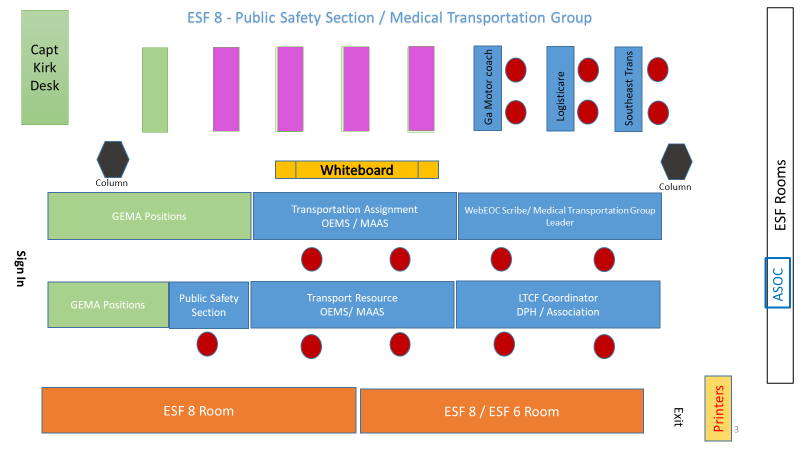 ESF 8 - Public Safety Section / Medical Transportation Group
Capt
Kirk
Desk
Ga Motor coach
Logisticare
Southeast Trans
Column
Whiteboard
Column
ESF Rooms
GEMA Positions
Transportation Assignment
OEMS / MAAS
WebEOC Scribe/ Medical Transportation Group
Leader
Sign In
ASOC
GEMA Positions
Public Safety
Section
Transport Resource
OEMS/ MAAS
LTCF Coordinator
DPH / Association
ESF 8 Room
ESF 8 / ESF 6 Room
Exit
Printers
3